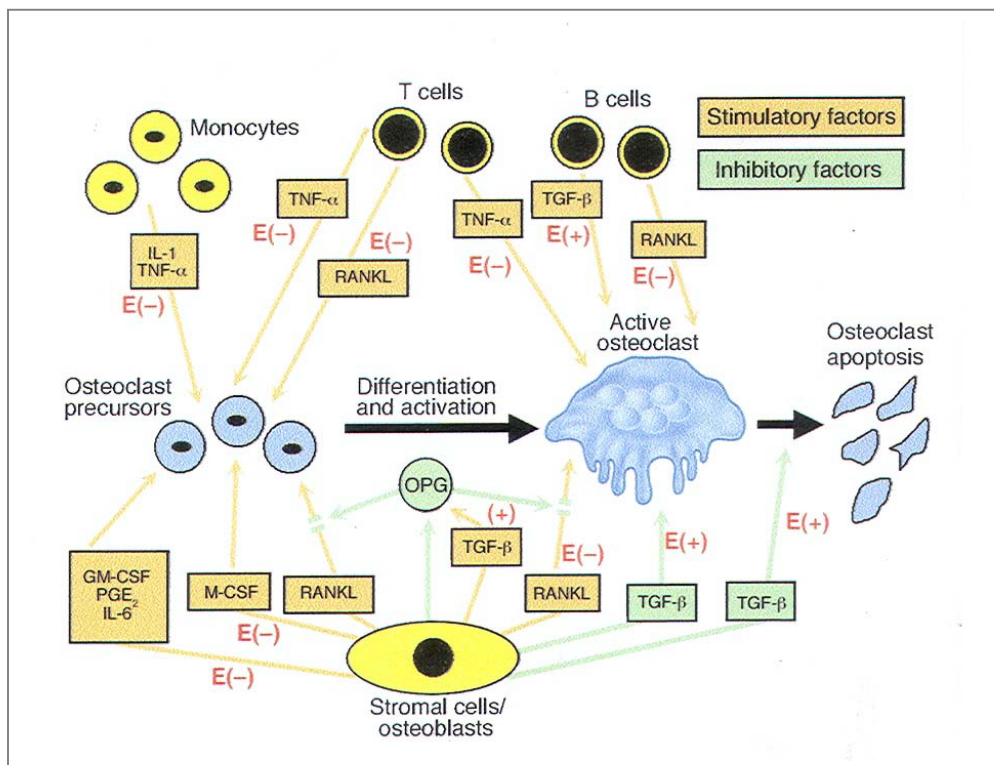 T cells
B cells
Monocytes
Stimulatory factors
Inhibitory factors
TNF-α
E(–)
TNF-α
E(–)
TGF-β
E(+)
RANKL
E(–)
E(–)
RANKL
IL-1
TNF-α
E(–)
Active
osteoclast
Osteoclast
apoptosis
Osteoclast
precursors
Differentiation
and activation
OPG
(+)
TGF-β
E(–)
E(+)
E(+)
GM-CSF
PGE2
IL-6
M-CSF
E(–)
RANKL
RANKL
TGF-β
TGF-β
E(–)
Stromal cells/
osteoblasts